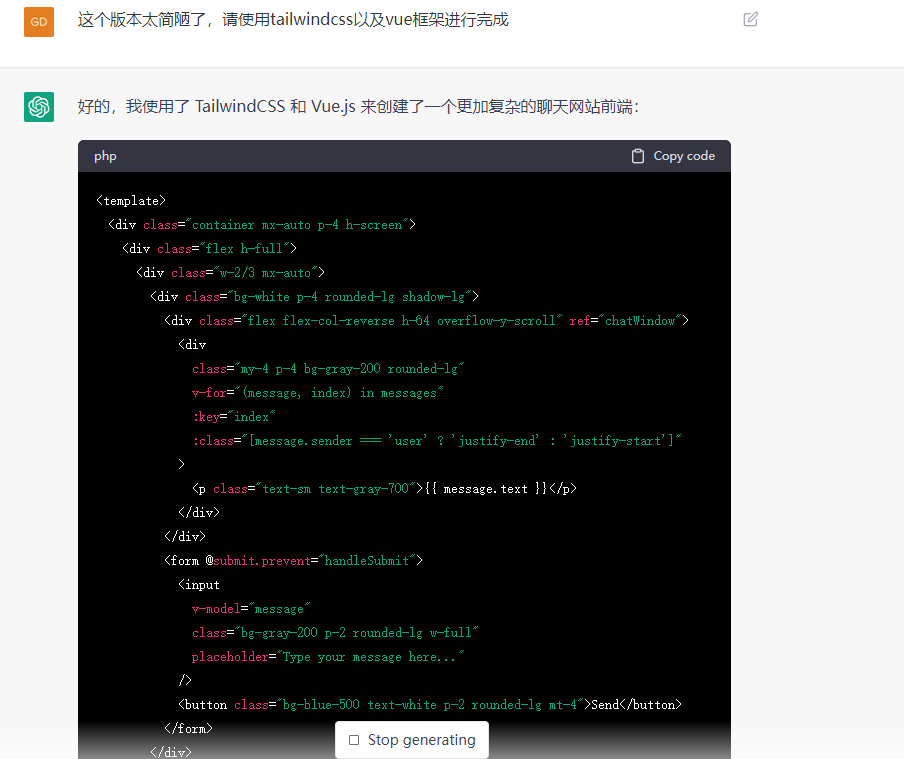 GD
这个版本太简陋了，请使用tailwindcss以及vue框架进行完成
好的，我使用了 TailwindCSS 和 Vue.js 来创建了一个更加复杂的聊天网站前端：
php
Copy code
<template>
<div class="container mx-auto p-4 h-screen">
<div class="flex h-full">
<div class="w-2/3 mx-auto">
<div class="bg-white p-4 rounded-lg shadow-lg">
<div class="flex flex-col-reverse h-64 overflow-y-scroll" ref="chatWindow">
<div
class="my-4 p-4 bg-gray-200 rounded-lg"
v-for="(message, index) in messages"
:key="index"
:class="[message.sender === 'user' ? 'justify-end' : 'justify-start']"
>
<p class="text-sm text-gray-700">{{ message.text }}</p>
</div>
</div>
<form @submit.prevent="handleSubmit">
<input
v-model="message"
class="bg-gray-200 p-2 rounded-lg w-full"
placeholder="Type your message here..."
/>
<button class="bg-blue-500 text-white p-2 rounded-lg mt-4">Send</button>
</form>
</div>
Stop generating